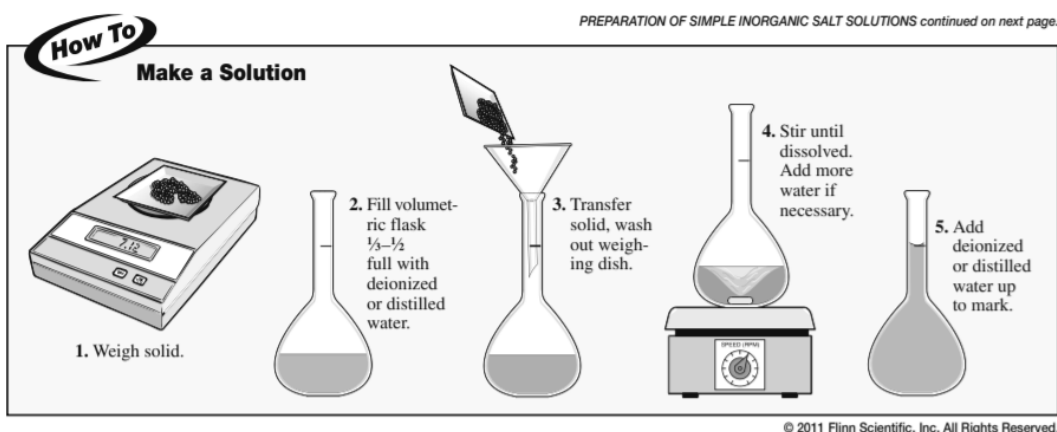 PREPARATION OF SIMPLE INORGANIC SALT SOLUTIONS continued on next page.
How To
Make a Solution
7.12
1. Weigh solid.
2. Fill volumet-
ric flask
⅓–½
full with
deionized
or distilled
water.
3. Transfer
solid, wash
out weigh-
ing dish.
4. Stir until
dissolved.
Add more
water if
necessary.
SPEED (RPM)
5. Add
deionized
or distilled
water up
to mark.
© 2011 Flinn Scientific, Inc. All Rights Reserved